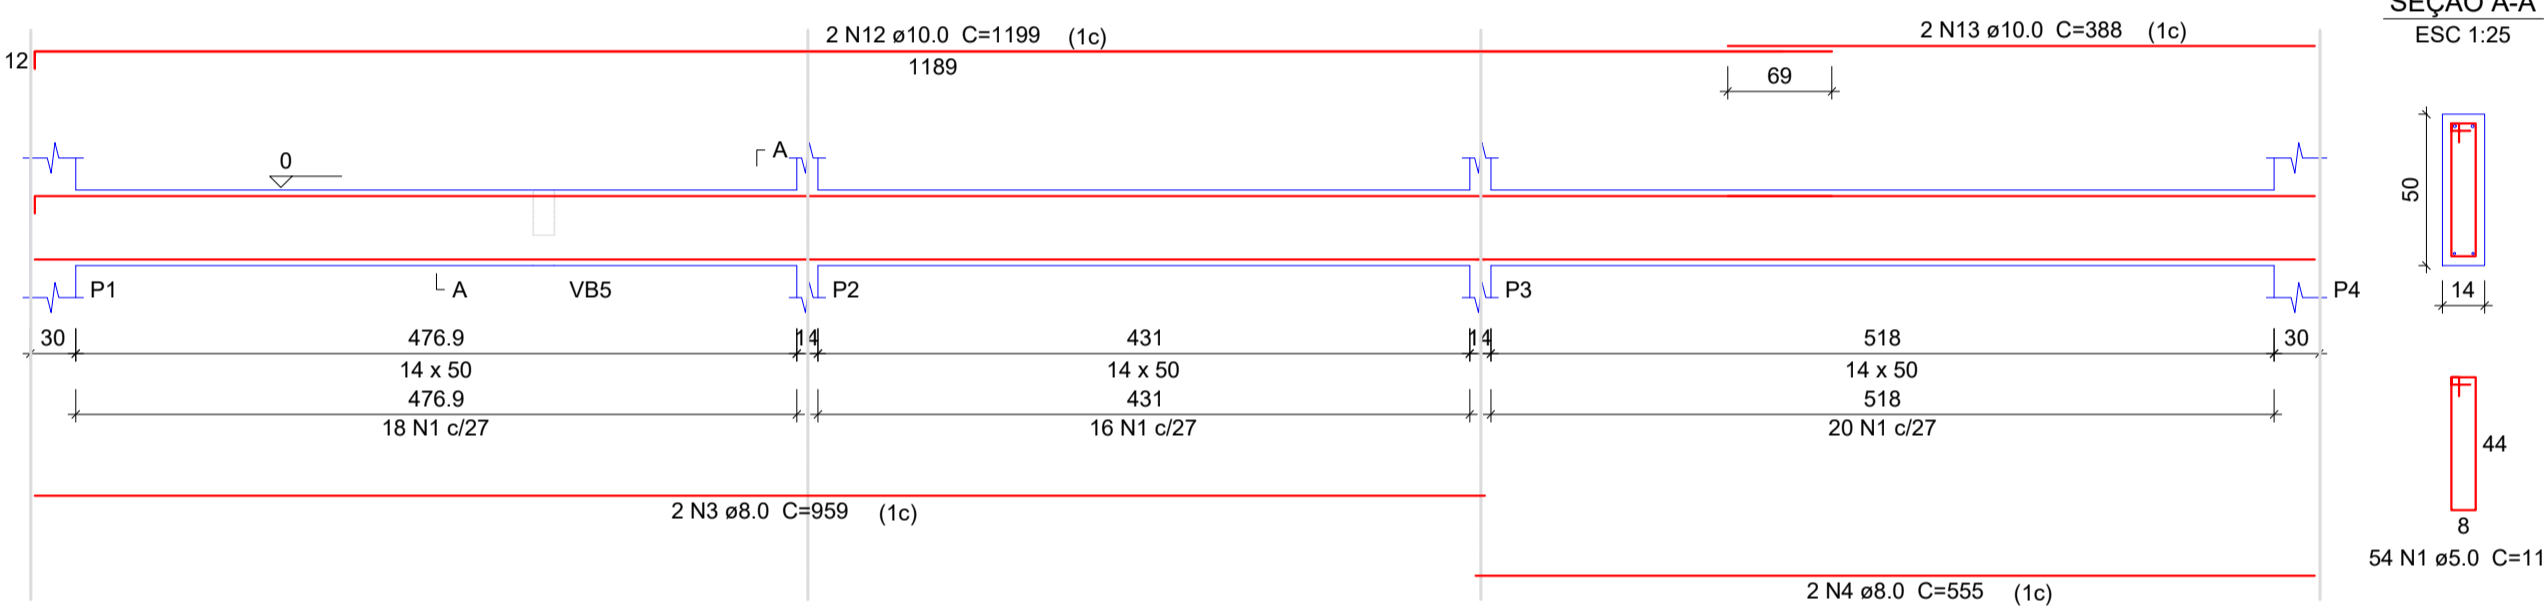 SEÇÃO A-A
ESC 1:25
2 N12 ø10.0 C=1199 (1c)
2 N13 ø10.0 C=388 (1c)
12
1189
69
0
A
50
14
P1
A
VB5
P2
P3
P4
30
476.9
14
431
14
518
30
14 x 50
14 x 50
14 x 50
476.9
431
518
18 N1 c/27
16 N1 c/27
20 N1 c/27
44
8
2 N3 ø8.0 C=959 (1c)
54 N1 ø5.0 C=11
2 N4 ø8.0 C=555 (1c)